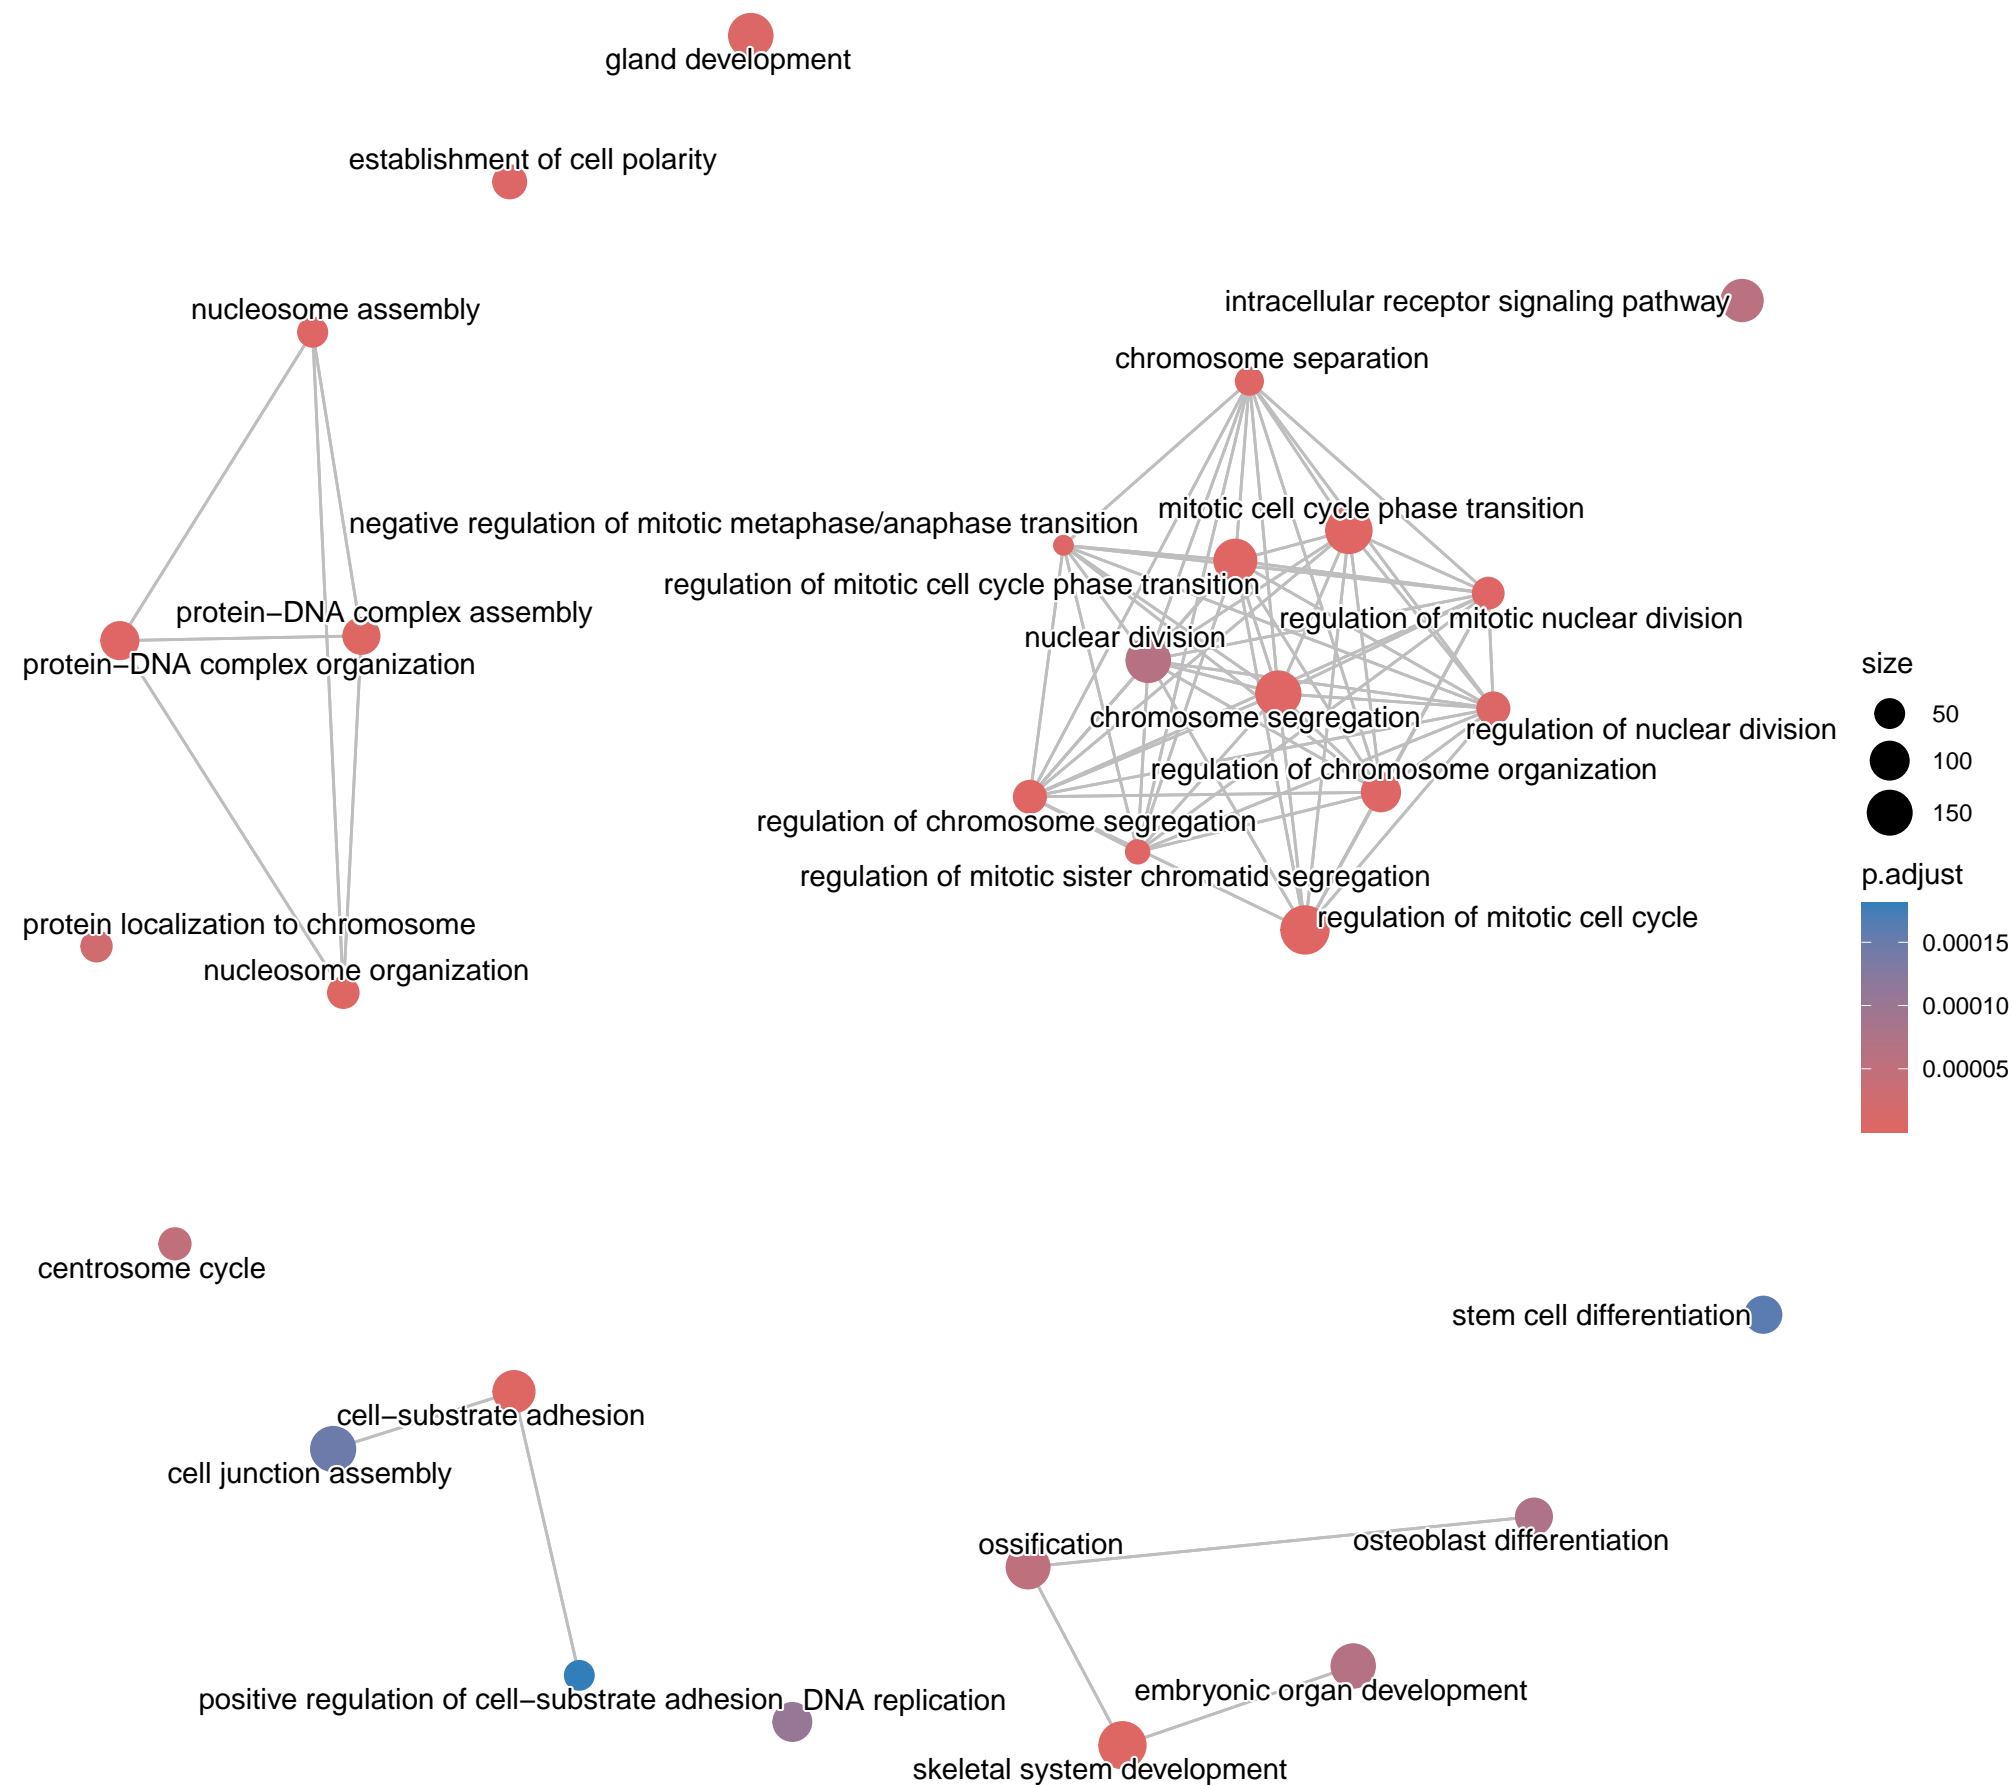 gland development
establishment of cell polarity
intracellular receptor signaling pathway
nucleosome assembly
chromosome separation
mitotic cell cycle phase transition
negative regulation of mitotic metaphase/anaphase transition
regulation of mitotic cell cycle phase transition
protein−DNA complex assembly
regulation of mitotic nuclear division
nuclear division
protein−DNA complex organization
size
50
100
150
chromosome segregation
regulation of nuclear division
regulation of chromosome organization
regulation of chromosome segregation
regulation of mitotic sister chromatid segregation
p.adjust
0.00015
0.00010
0.00005
regulation of mitotic cell cycle
protein localization to chromosome
nucleosome organization
centrosome cycle
stem cell differentiation
cell−substrate adhesion
cell junction assembly
ossification
osteoblast differentiation
embryonic organ development
positive regulation of cell−substrate adhesion
DNA replication
skeletal system development